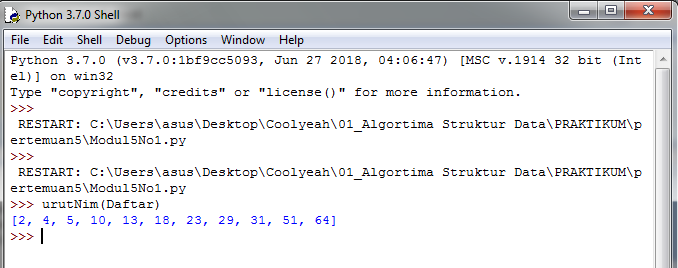 Python 3.7.0 Shell
File Edit Shell Debug Options Window Help
Python 3.7.0 (v3.7.0:1bf9cc5093, Jun 27 2018, 04:06:47) [MSC v.1914 32 bit (Int
el)] on win32
Type "copyright", "credits" or "license()" for more information.
>>>
 RESTART: C:\Users\asus\Desktop\Coolyeah\01_Algortima Struktur Data\PRAKTIKUM\p
ertemuan5\Modul5No1.py
>>>
 RESTART: C:\Users\asus\Desktop\Coolyeah\01_Algortima Struktur Data\PRAKTIKUM\p
ertemuan5\Modul5No1.py
>>> urutNim(Daftar)
[2, 4, 5, 10, 13, 18, 23, 29, 31, 51, 64]
>>>